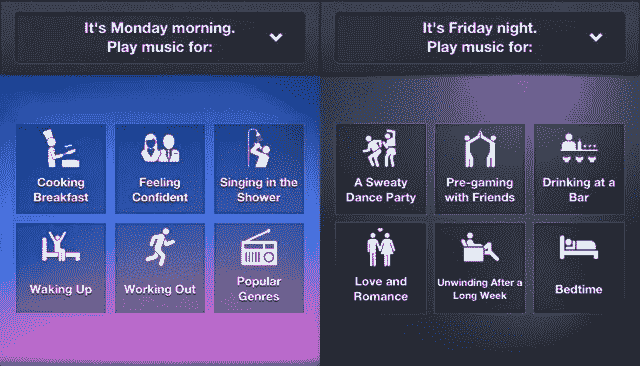 It's Monday morning.
Play music for:
Cooking
Breakfast
Feeling
Confident
Singing in the
Shower
Waking Up
Working Out
Popular
Genres
It's Friday night.
Play music for:
A Sweaty
Dance Party
Pre-gaming
with Friends
Drinking at a
Bar
Love and
Romance
Unwinding After a
Long Week
Bedtime